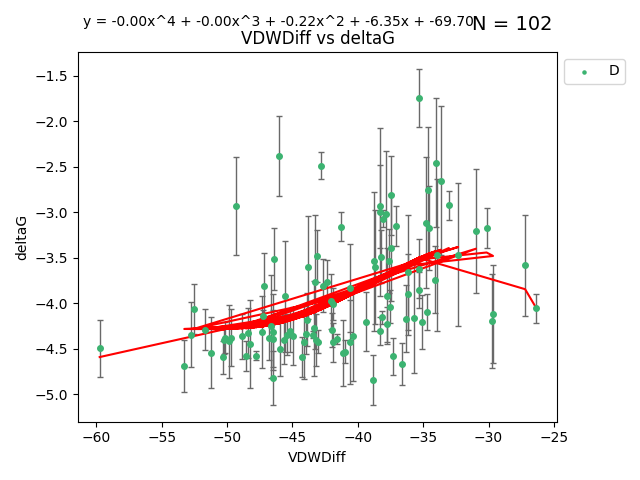 y = -0.00x^4 + -0.00x^3 + -0.22x^2 + -6.35x + -69.70
N = 102
VDWDiff vs deltaG
D
deltaG
−1.5
−2.0
−2.5
−3.0
−3.5
−4.0
−4.5
−5.0
−60 −55 −50 −45 −40 −35 −30 −25
VDWDiff